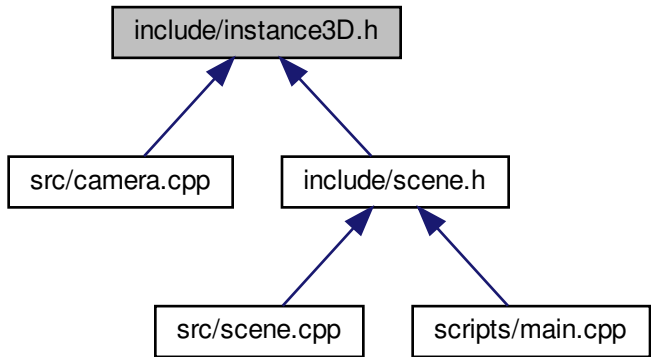 include/instance3D.h
src/camera.cpp
include/scene.h
src/scene.cpp
scripts/main.cpp